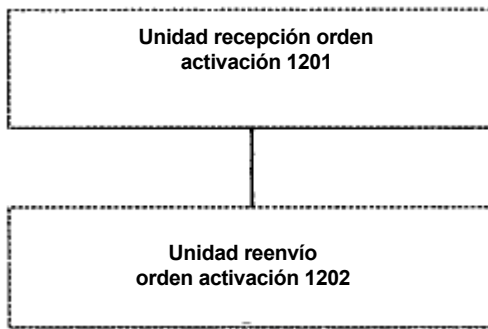 Unidad recepción orden
activación 1201
Unidad reenvío
orden activación 1202